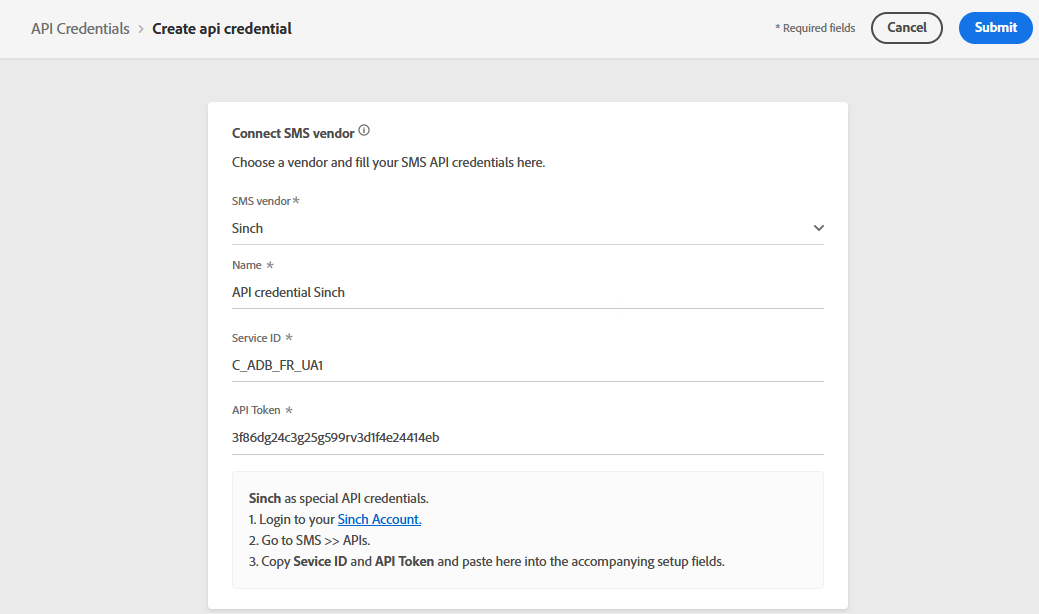 API Credentials > Create api credential
* Required fields
Cancel
Submit
Connect SMS vendor
Choose a vendor and fill your SMS API credentials here.
SMS vendor*
Sinch
Name *
API credential Sinch
Service ID *
C_ADB_FR_UA1
API Token *
3f86dg24c3g25g599rv3d1f4e24414eb
Sinch as special API credentials.
1. Login to your Sinch Account.
2. Go to SMS >> APIs.
3. Copy Sevice ID and API Token and paste here into the accompanying setup fields.